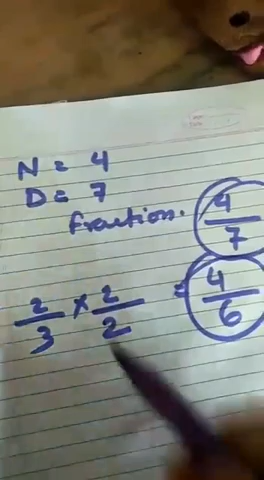 N = 4
D = 7
fraction. 4/7
2/3 × 2/2 = 4/6